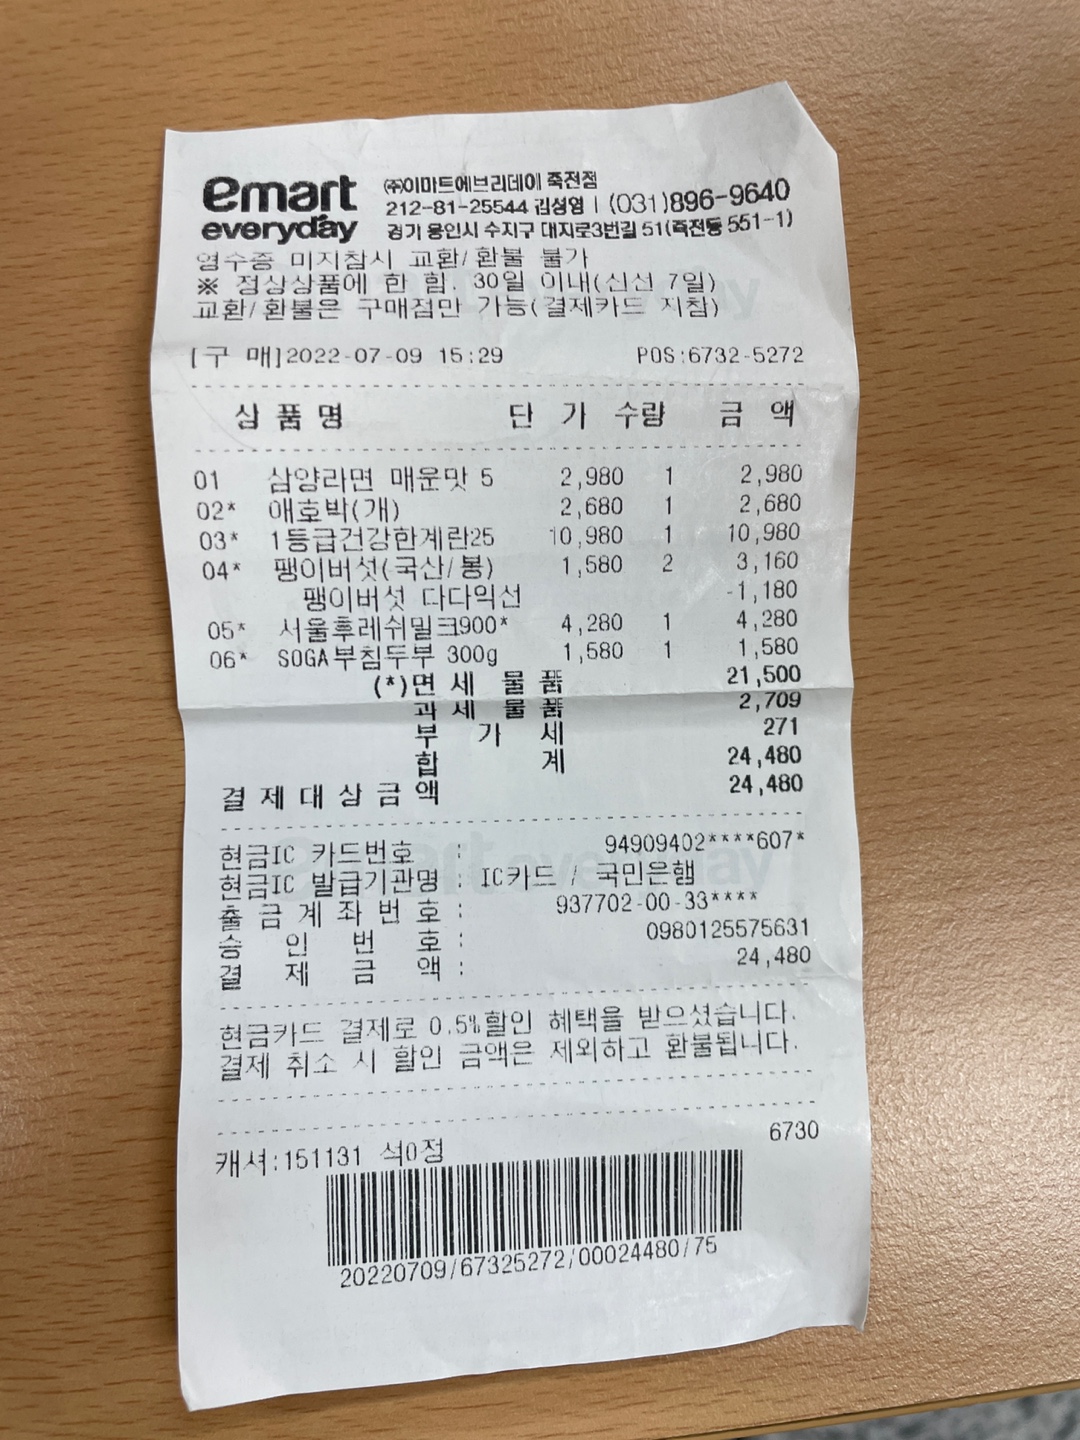 emart everyday
㈜이마트에브리데이 죽전점
212-81-25544 김성영 | (031)896-9640
경기 용인시 수지구 대지로3번길 51(죽전동 551-1)
영수증 미지참시 교환/환불 불가
※ 정상상품에 한 함. 30일 이내(신선 7일)
교환/환불은 구매점만 가능(결제카드 지참)
[구 매]2022-07-09 15:29 POS:6732-5272
상 품 명 단 가 수량 금 액
01 삼양라면 매운맛 5 2,980 1 2,980
02* 애호박(개) 2,680 1 2,680
03* 1등급건강한계란25 10,980 1 10,980
04* 팽이버섯(국산/봉) 1,580 2 3,160
팽이버섯 다다익선 -1,180
05* 서울후레쉬밀크900* 4,280 1 4,280
06* SOGA부침두부 300g 1,580 1 1,580
(*)면 세 물 품 21,500
과 세 물 품 2,709
부 가 세 271
합 계 24,480
결 제 대 상 금 액 24,480
현금IC 카드번호 : 94909402****607*
현금IC 발급기관명 : IC카드 / 국민은행
출 금 계 좌 번 호 : 937702-00-33****
승 인 번 호 : 0980125575631
결 제 금 액 : 24,480
현금카드 결제로 0.5%할인 혜택을 받으셨습니다.
결제 취소 시 할인 금액은 제외하고 환불됩니다.
캐셔:151131 석0정 6730
20220709/67325272/00024480/75